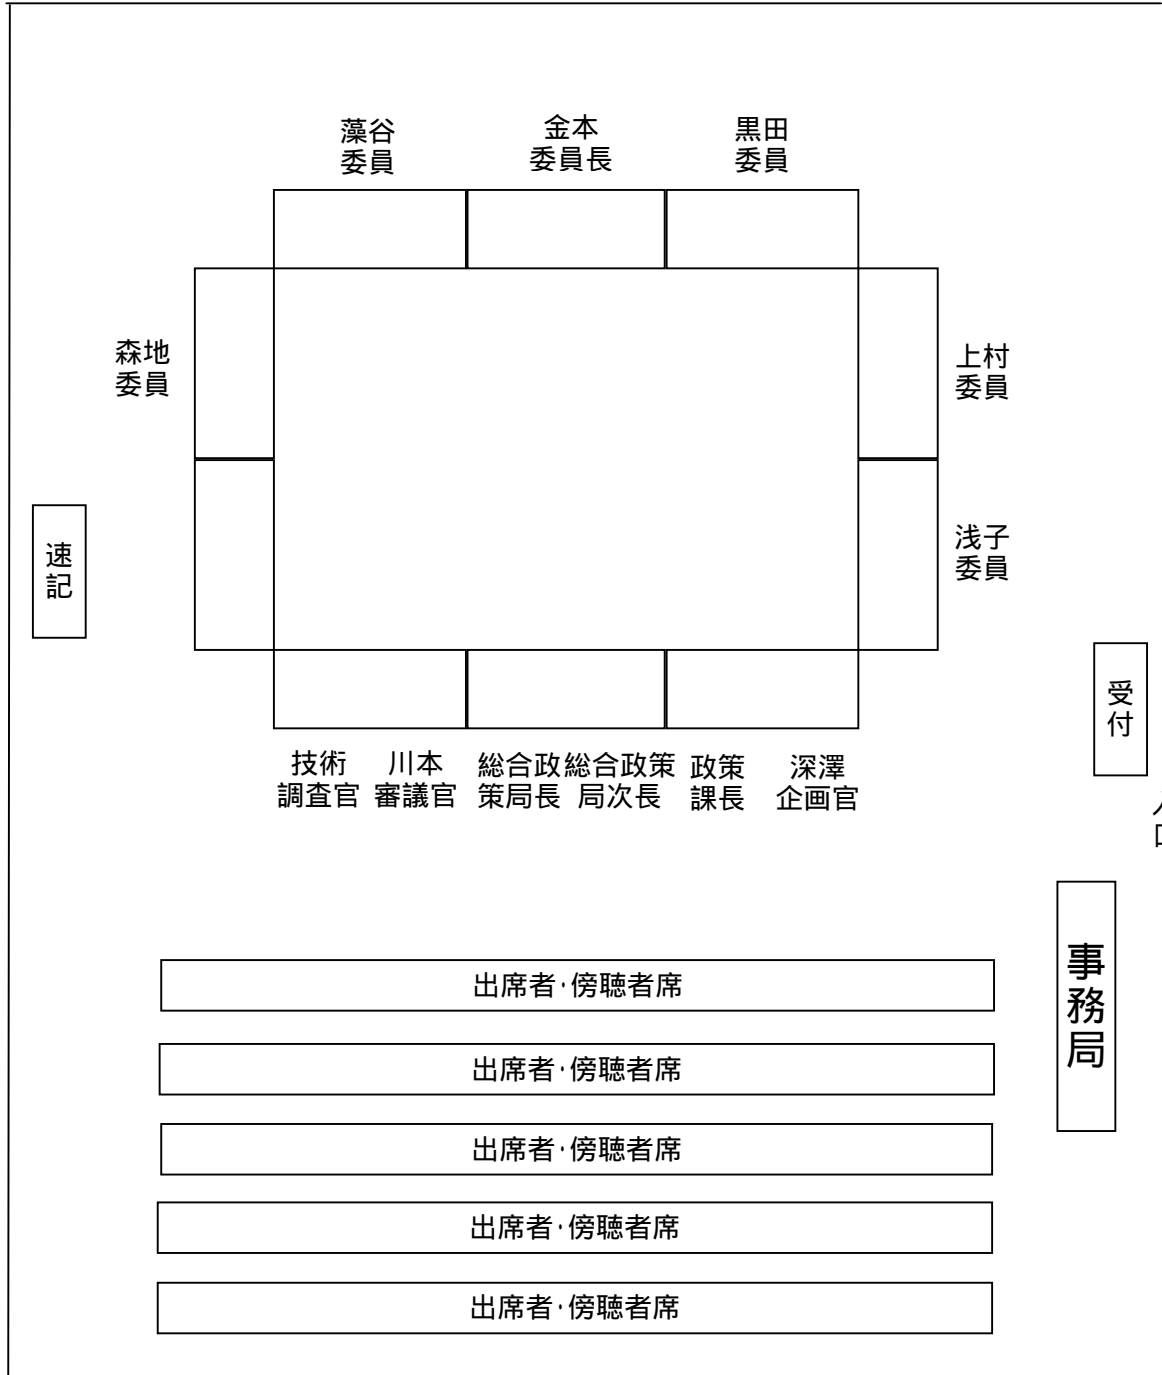 藻谷
委員
金本
委員長
黒田
委員
森地
委員
上村
委員
速
記
浅子
委員
受
付
技術
調査官
川本
審議官
総合政
策局長
総合政策
局次長
政策
課長
深澤
企画官
事
務
局
出席者・傍聴者席
出席者・傍聴者席
出席者・傍聴者席
出席者・傍聴者席
出席者・傍聴者席